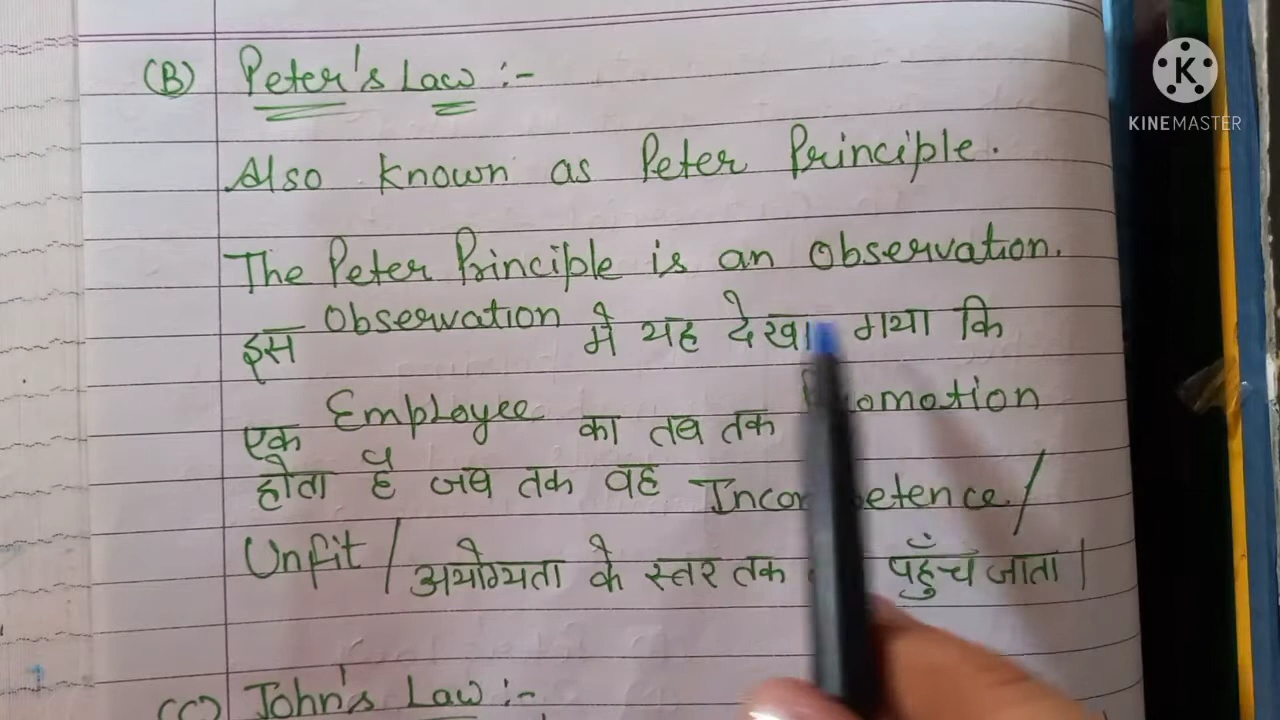 (B) Peter's Law :-
Also known as Peter Principle.
The Peter Principle is an observation.
इस observation मे यह देखा गया कि
एक Employee का तब तक
होता है जब तक वह
Unfit / अयोग्यता के स्तर तक पहुँच जाता।
(C) John's Law :-
K
KINEMASTER